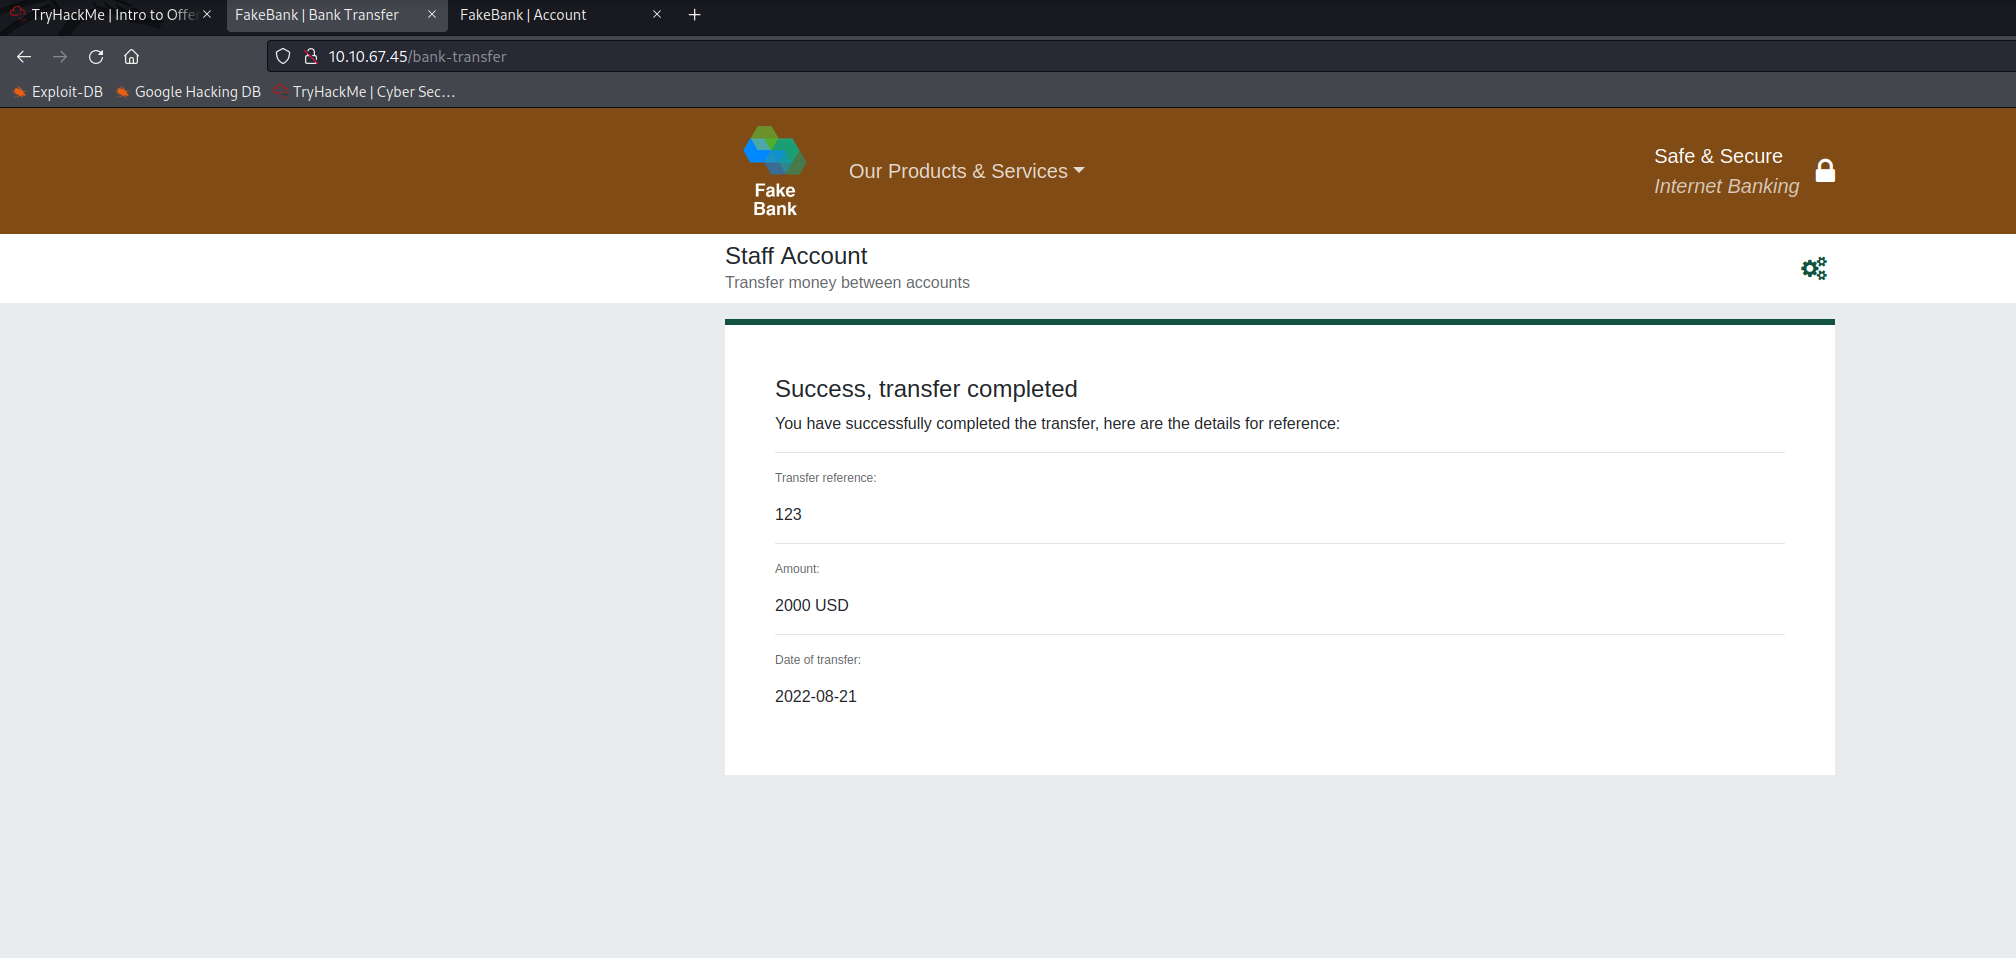 TryHackMe | Intro to Offe
FakeBank | Bank Transfer
FakeBank | Account
10.10.67.45/bank-transfer
Exploit-DB
Google Hacking DB
TryHackMe | Cyber Sec...
Fake
Bank
Our Products & Services
Safe & Secure
Internet Banking
Staff Account
Transfer money between accounts
Success, transfer completed
You have successfully completed the transfer, here are the details for reference:
Transfer reference:
123
Amount:
2000 USD
Date of transfer:
2022-08-21